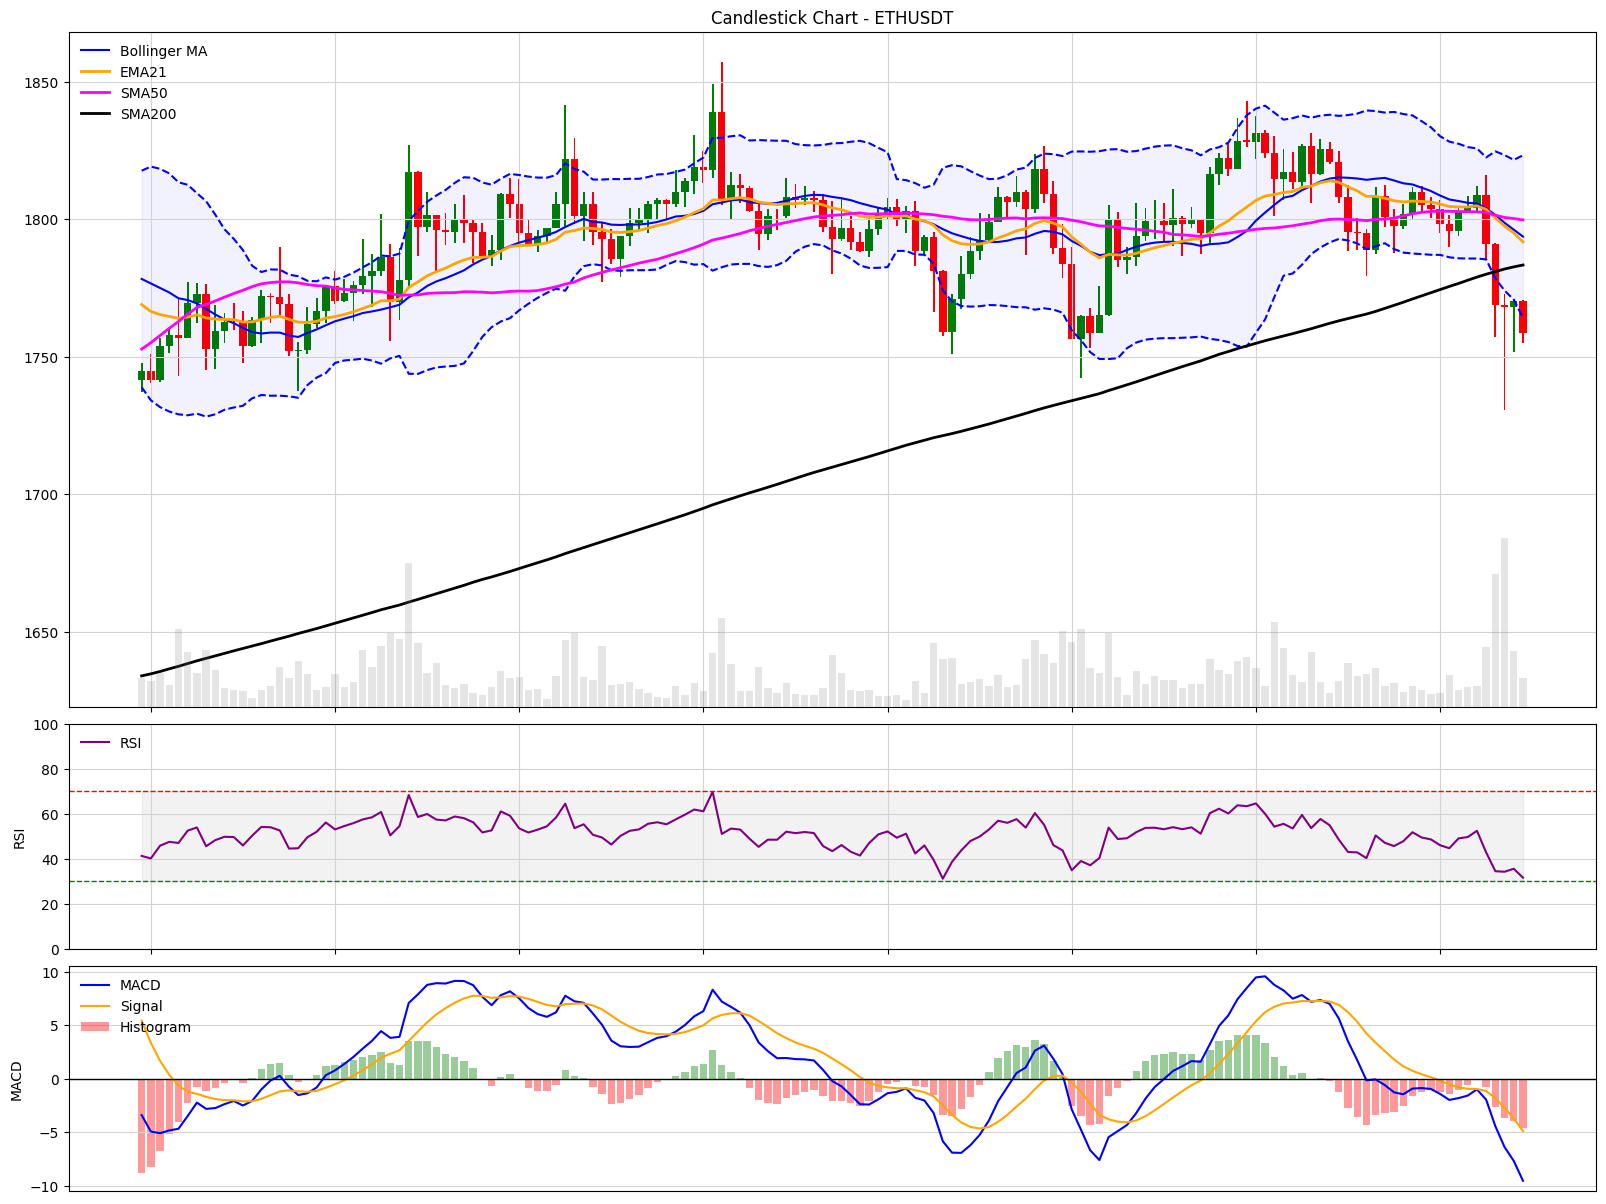 Candlestick Chart - ETHUSDT
Bollinger MA
EMA21
SMA50
SMA200
1850
1800
1750
1700
1650
RSI
100
80
60
40
20
0
RSI
MACD
Signal
Histogram
10
5
0
−5
−10
MACD